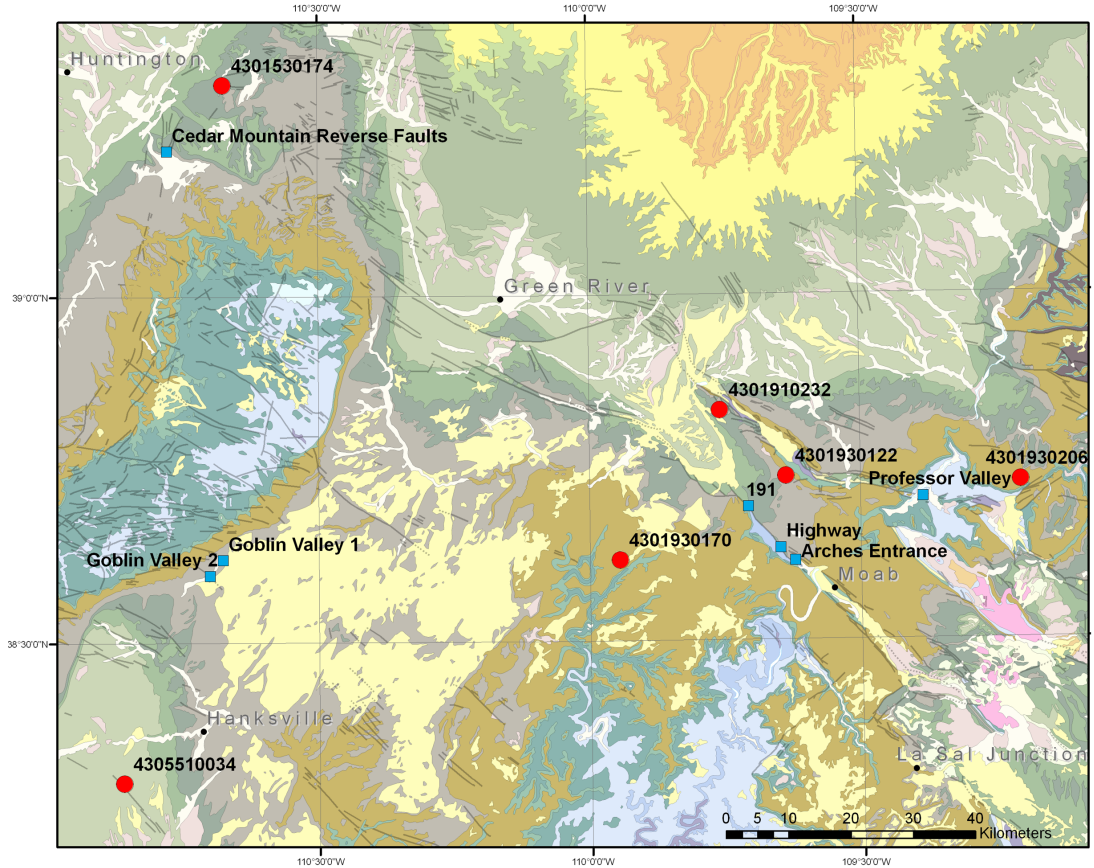 110°30'0"W
110°0'0"W
109°30'0"W
Huntington
4301530174
Cedar Mountain Reverse Faults
39°0'0"N
Green River
4301910232
4301930122
4301930206
Professor Valley
191
Highway
Goblin Valley 1
4301930170
Arches Entrance
Goblin Valley 2
Moab
38°30'0"N
Hanksville
La Sal Junction
4305510034
0 5 10 20 30 40
Kilometers
110°30'0"W
110°0'0"W
109°30'0"W